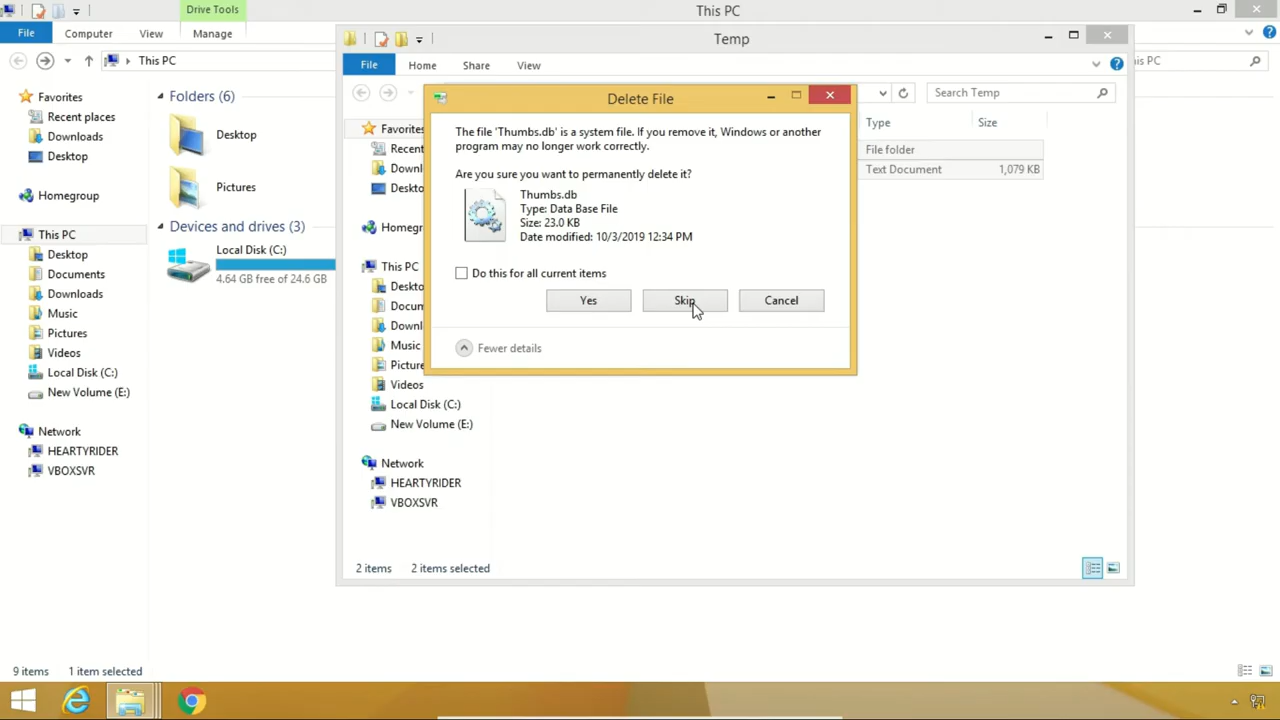 Drive Tools
This PC
File
Computer
View
Manage
This PC
is PC
Favorites
Recent places
Downloads
Desktop
Homegroup
This PC
Desktop
Documents
Downloads
Music
Pictures
Videos
Local Disk (C:)
New Volume (E:)
Network
HEARTYRIDER
VBOXSVR
Folders (6)
Desktop
Pictures
Devices and drives (3)
Local Disk (C:)
4.64 GB free of 24.6 GB
Temp
File
Home
Share
View
Search Temp
Favorites
Recent
Downl
Deskto
Homegr
This PC
Deskto
Docum
Downl
Music
Picture
Videos
Local Disk (C:)
New Volume (E:)
Network
HEARTYRIDER
VBOXSVR
Type
Size
File folder
Text Document
1,079 KB
Delete File
The file 'Thumbs.db' is a system file. If you remove it, Windows or another
program may no longer work correctly.
Are you sure you want to permanently delete it?
Thumbs.db
Type: Data Base File
Size: 23.0 KB
Date modified: 10/3/2019 12:34 PM
Do this for all current items
Yes
Skip
Cancel
Fewer details
2 items
2 items selected
9 items
1 item selected